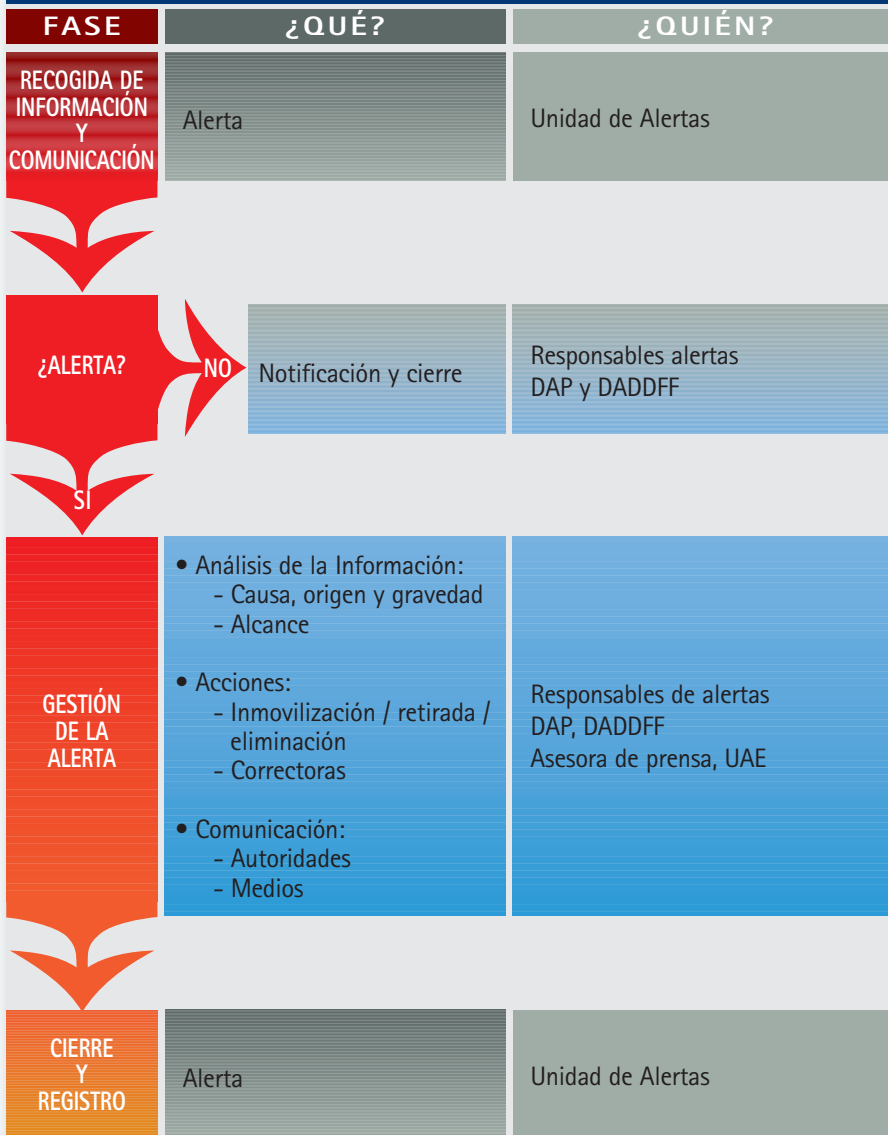 FASE
¿QUÉ?
¿QUIÉN?
RECOGIDA DE
INFORMACIÓN
Y
COMUNICACIÓN
Alerta
Unidad de Alertas
¿ALERTA?
NO
Notificación y cierre
Responsables alertas
DAP y DADDFF
SI
GESTIÓN
DE LA
ALERTA
• Análisis de la Información:
- Causa, origen y gravedad
- Alcance
• Acciones:
- Inmovilización / retirada /
eliminación
- Correctoras
• Comunicación:
- Autoridades
- Medios
Responsables de alertas
DAP, DADDFF
Asesora de prensa, UAE
CIERRE
Y
REGISTRO
Alerta
Unidad de Alertas